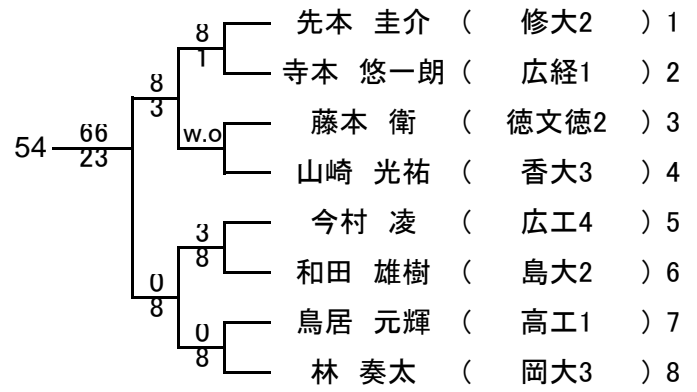 8
1
先本 圭介 ( 修大2 ) 1
寺本 悠一朗 ( 広経1 ) 2
8
3
w.o
藤本 衛 ( 徳文徳2 ) 3
山崎 光祐 ( 香大3 ) 4
54
66
23
3
8
今村 凌 ( 広工4 ) 5
和田 雄樹 ( 島大2 ) 6
0
8
0
8
鳥居 元輝 ( 高工1 ) 7
林 奏太 ( 岡大3 ) 8